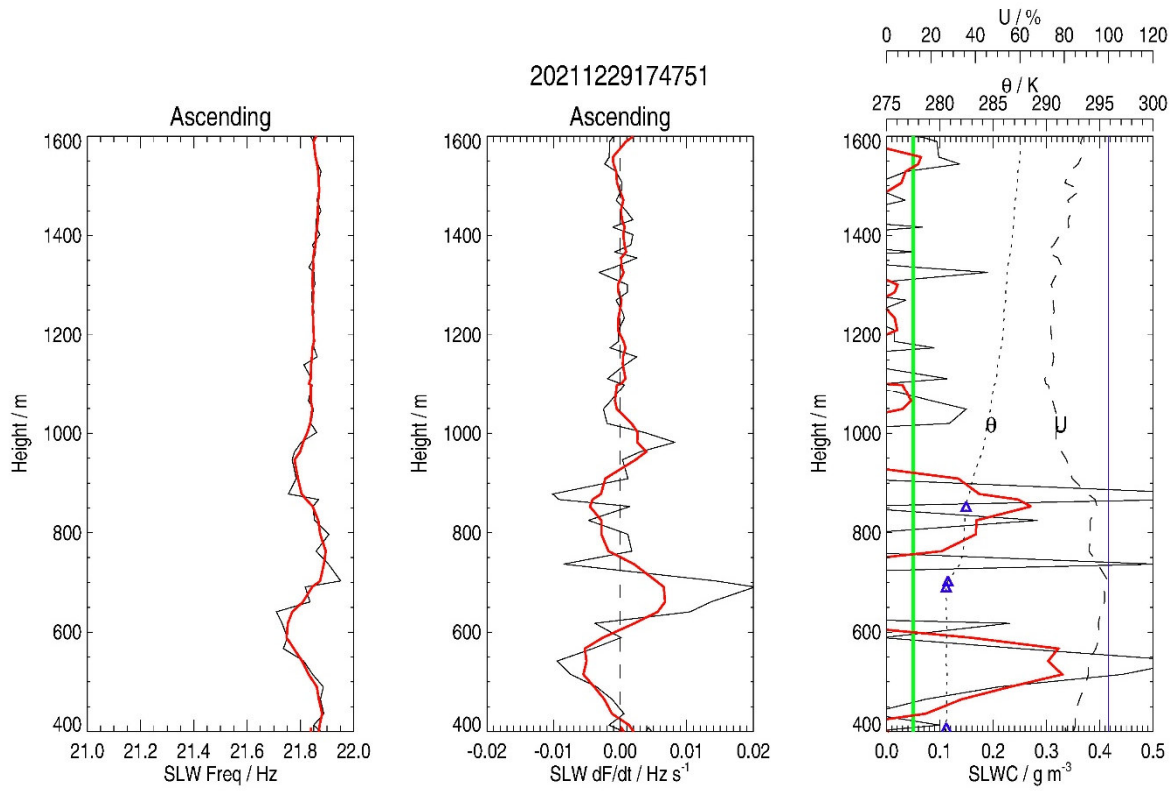 U / %
0 20 40 60 80 100 120
20211229174751
θ / K
Ascending
Ascending
275 280 285 290 295 300
1600
1400
1200
1000
800
600
400
Height / m
21.0 21.2 21.4 21.6 21.8 22.0
SLW Freq / Hz
1600
1400
1200
1000
800
600
400
Height / m
-0.02 -0.01 0.00 0.01 0.02
SLW dF/dt / Hz s⁻¹
1600
1400
1200
1000
800
600
400
Height / m
θ U
0.0 0.1 0.2 0.3 0.4 0.5
SLWC / g m⁻³